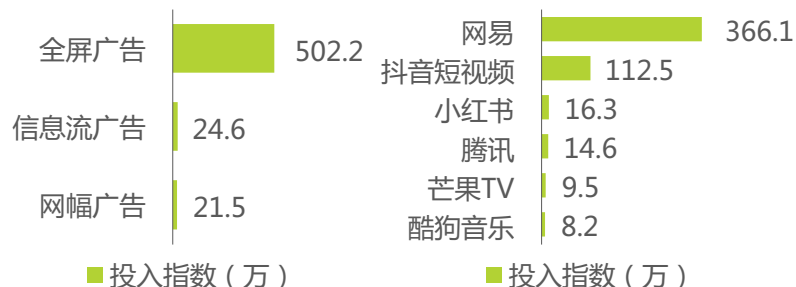 全屏广告 502.2
信息流广告 24.6
网幅广告 21.5
投入指数（万）
网易 366.1
抖音短视频 112.5
小红书 16.3
腾讯 14.6
芒果TV 9.5
酷狗音乐 8.2
投入指数（万）